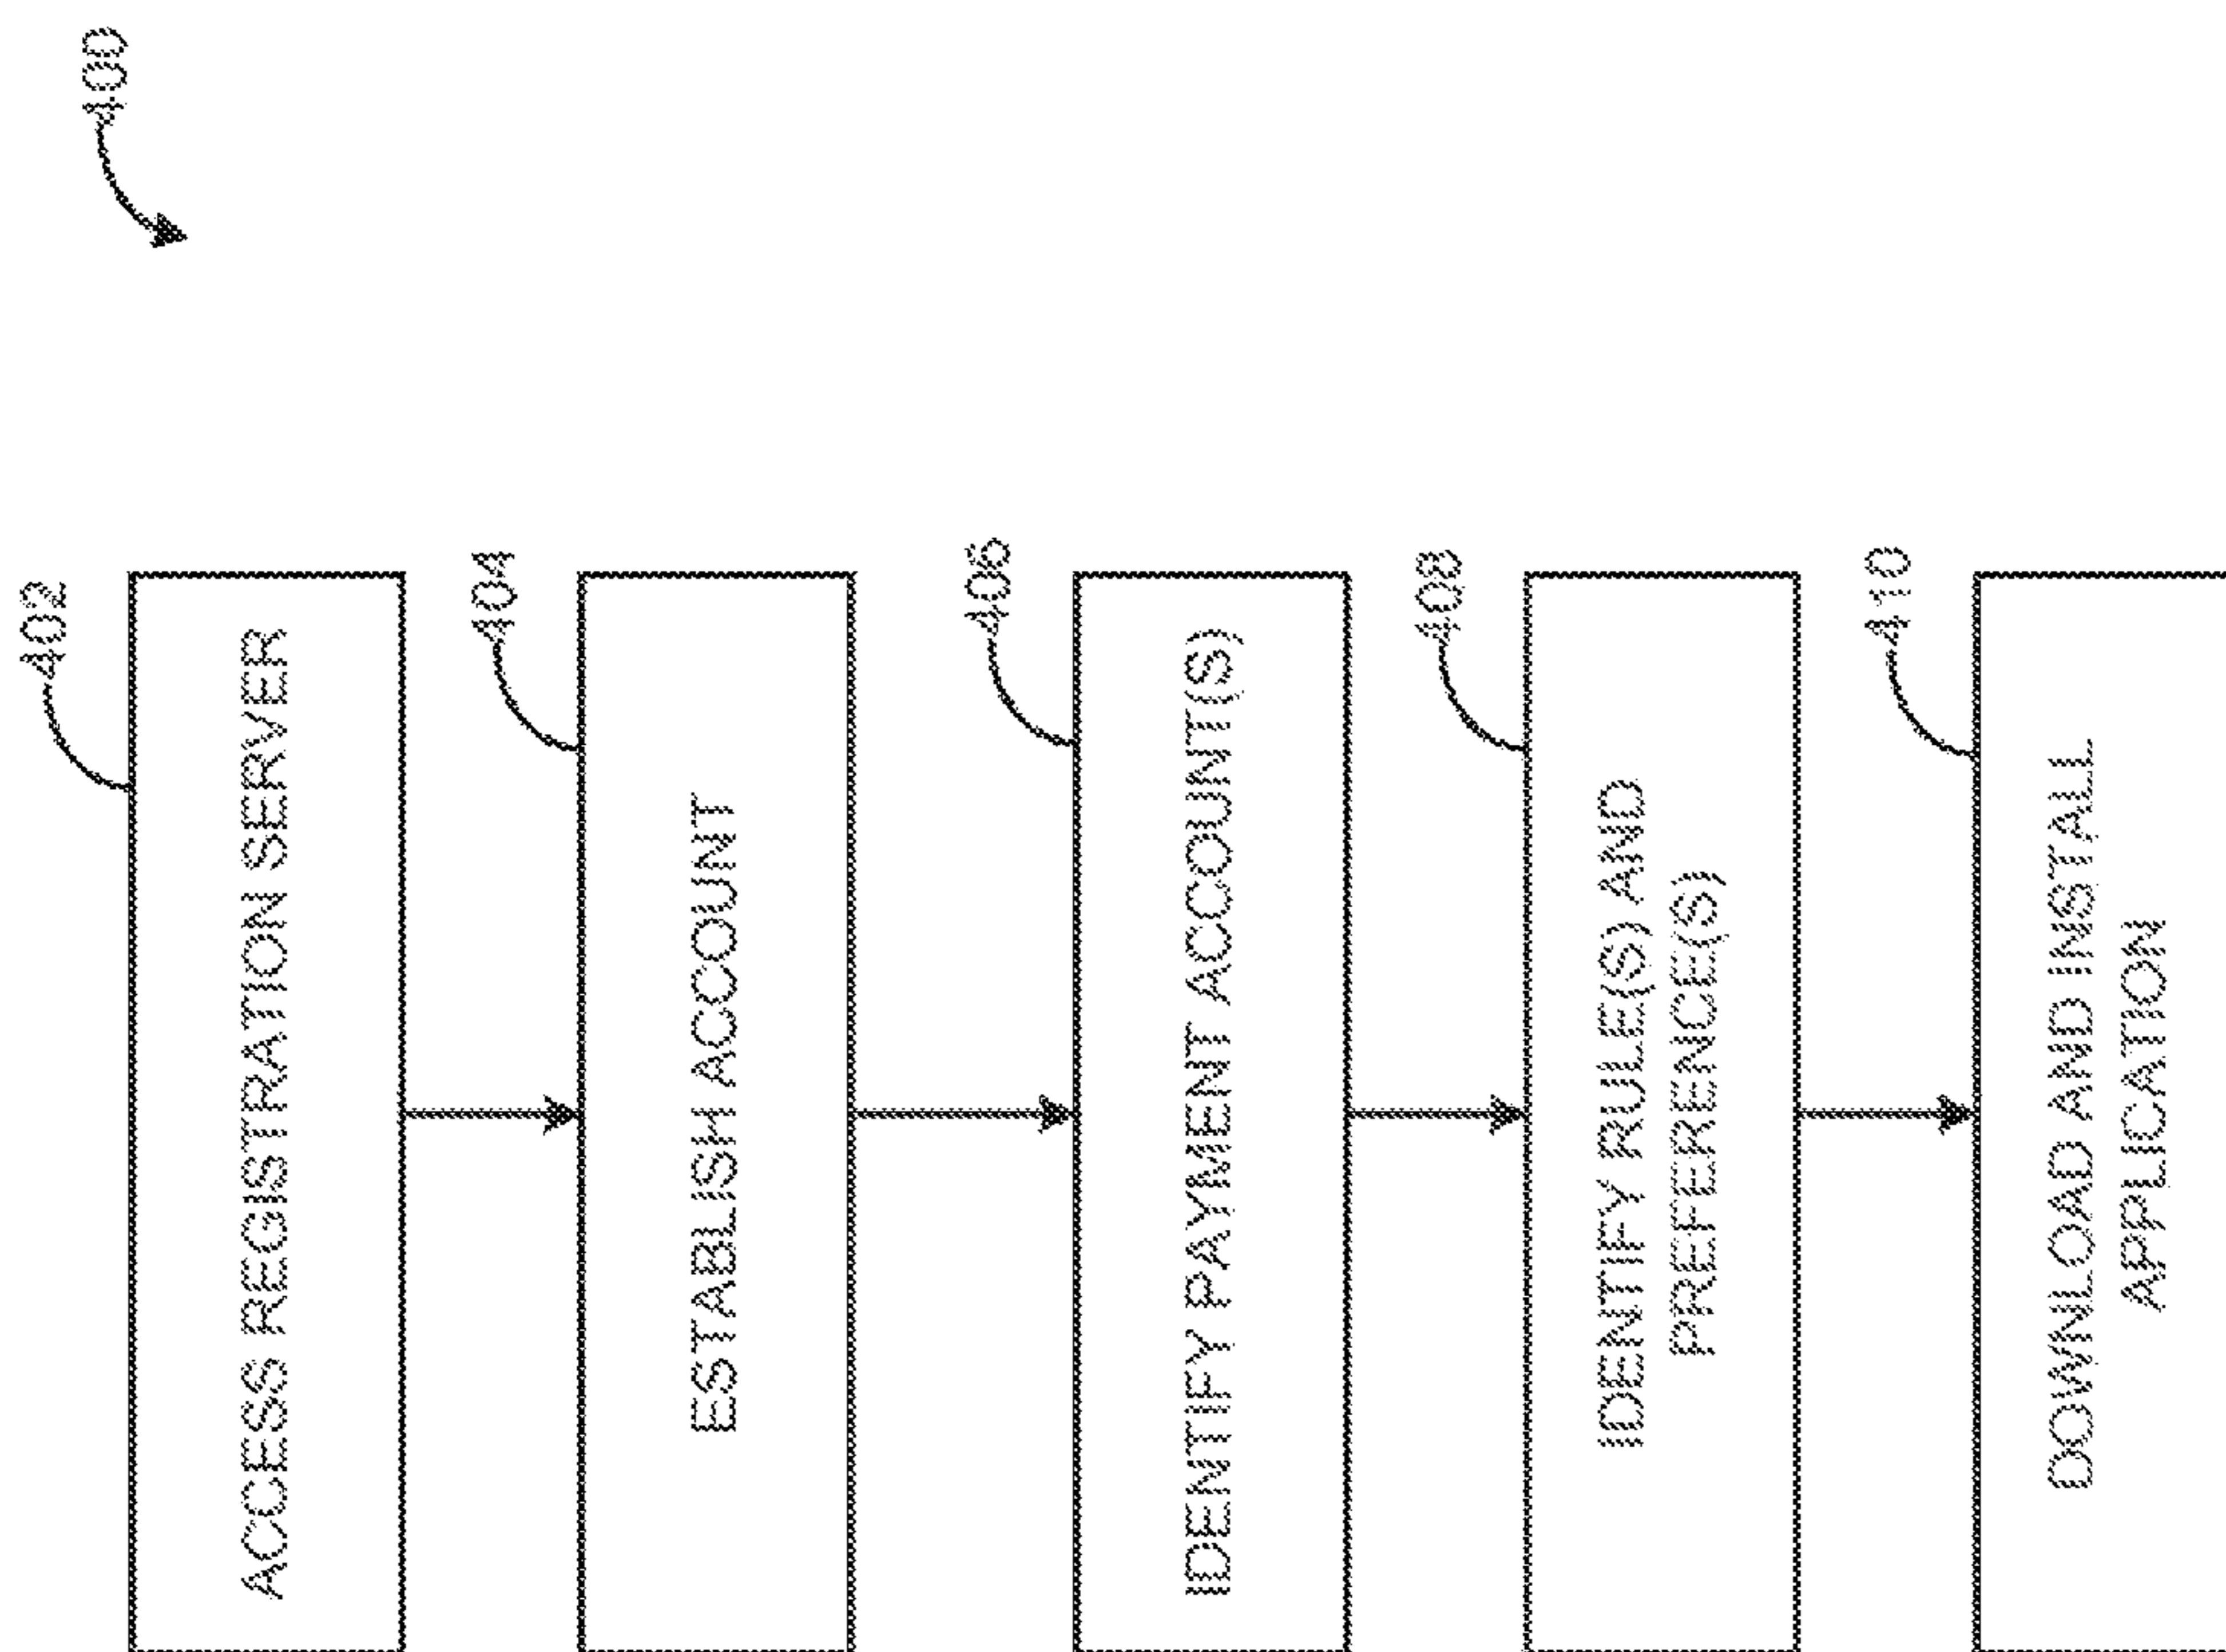 400
402
ACCESS REGISTRATION SERVER
404
ESTABLISH ACCOUNT
406
IDENTIFY PAYMENT ACCOUNT(S)
408
IDENTIFY RULE(S) AND
PREFERENCE(S)
410
DOWNLOAD AND INSTALL
APPLICATION